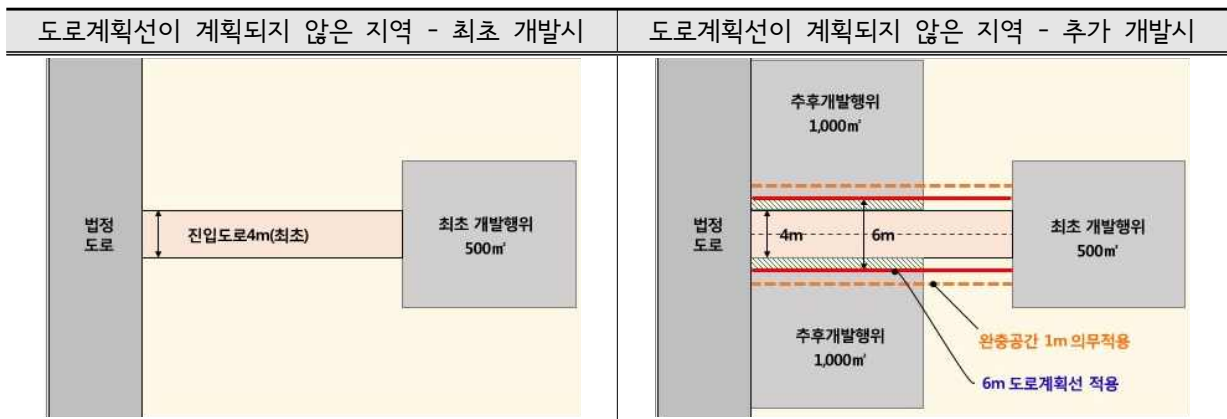 도로계획선이 계획되지 않은 지역 - 최초 개발시
도로계획선이 계획되지 않은 지역 - 추가 개발시
법정
도로
진입도로4m(최초)
최초 개발행위
500㎡
추후개발행위
1,000㎡
법정
도로
4m
6m
최초 개발행위
500㎡
추후개발행위
1,000㎡
완충공간 1m 의무적용
6m 도로계획선 적용